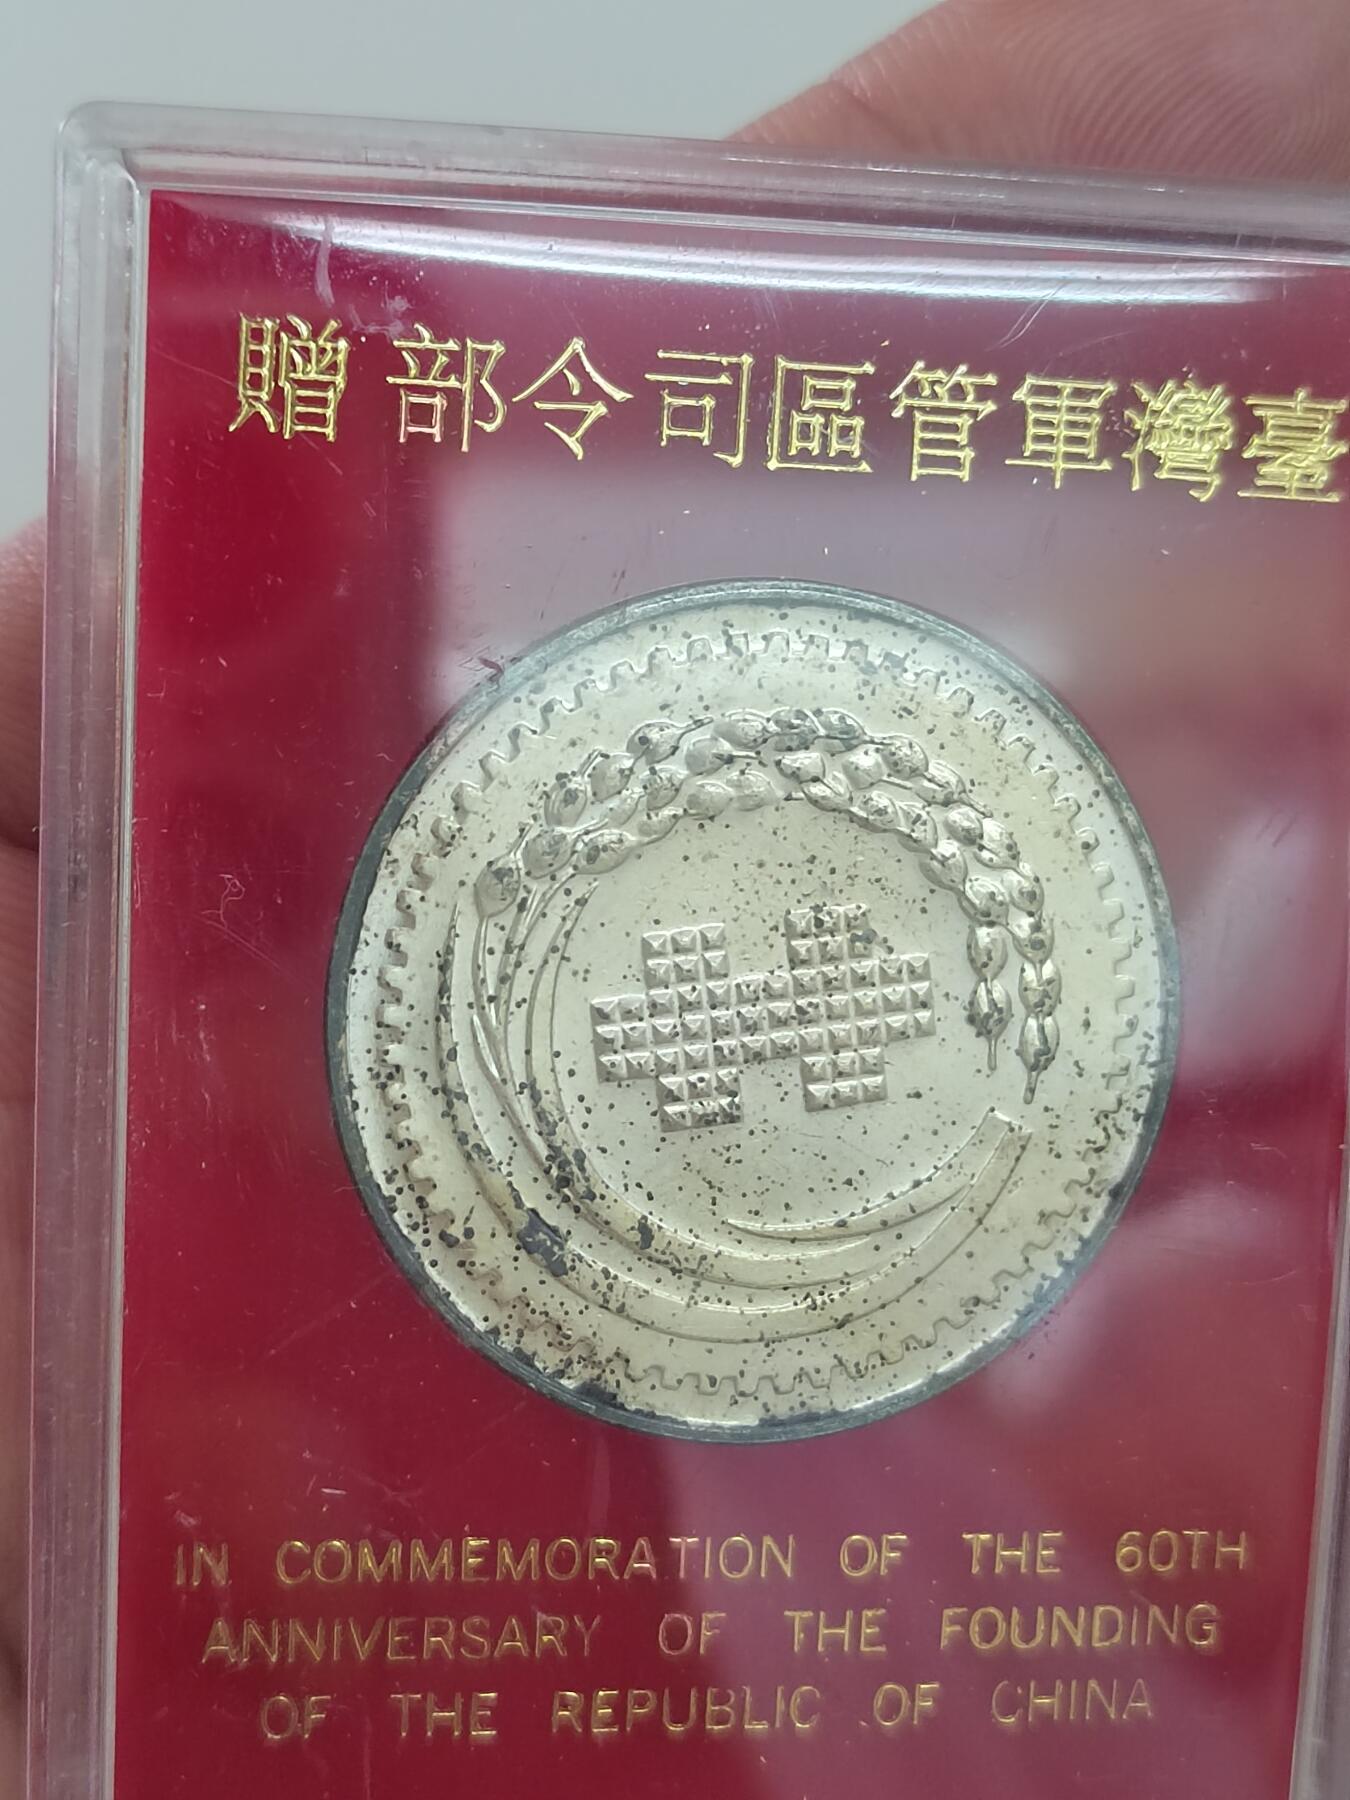 臺灣軍管區司令部 贈
IN COMMEMORATION OF THE 60TH
ANNIVERSARY OF THE FOUNDING
OF THE REPUBLIC OF CHINA